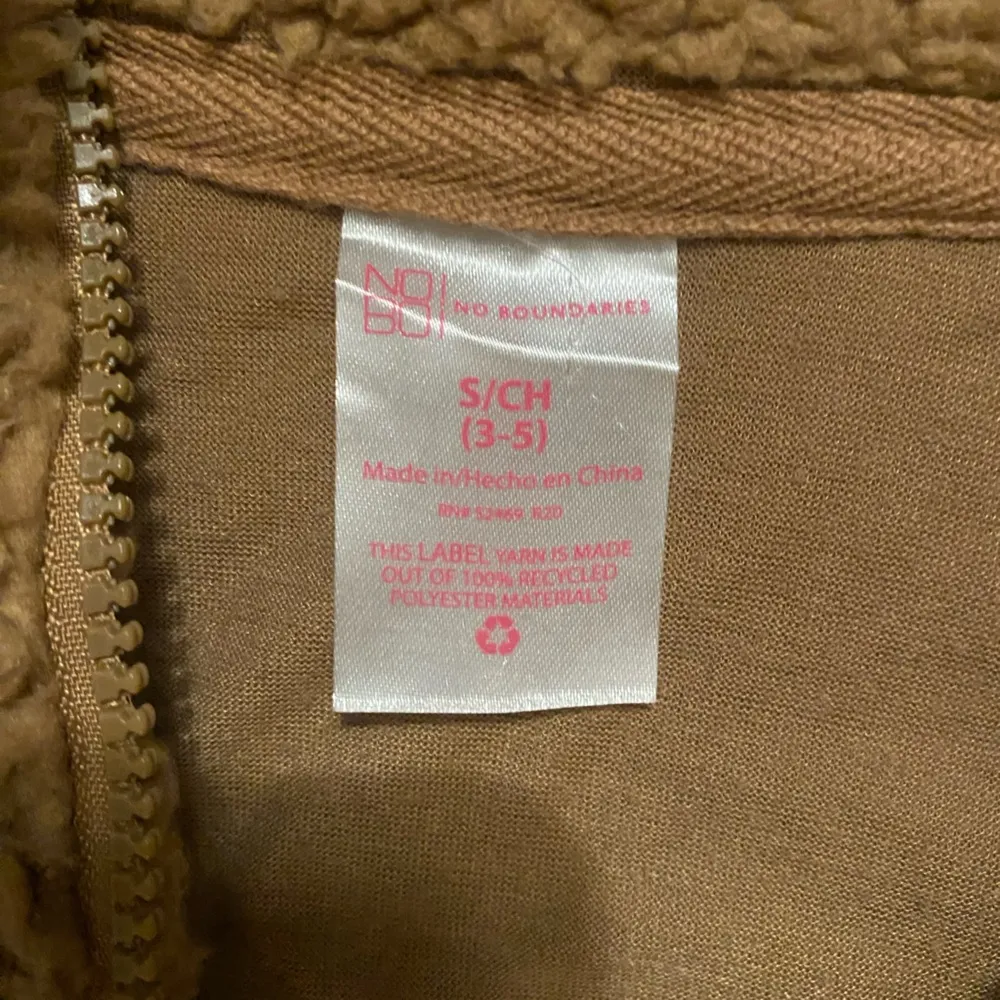 NO
BO
NO BOUNDARIES
S/CH
(3-5)
Made in/Hecho en China
RN# 52469 R20
THIS LABEL YARN IS MADE
OUT OF 100% RECYCLED
POLYESTER MATERIALS